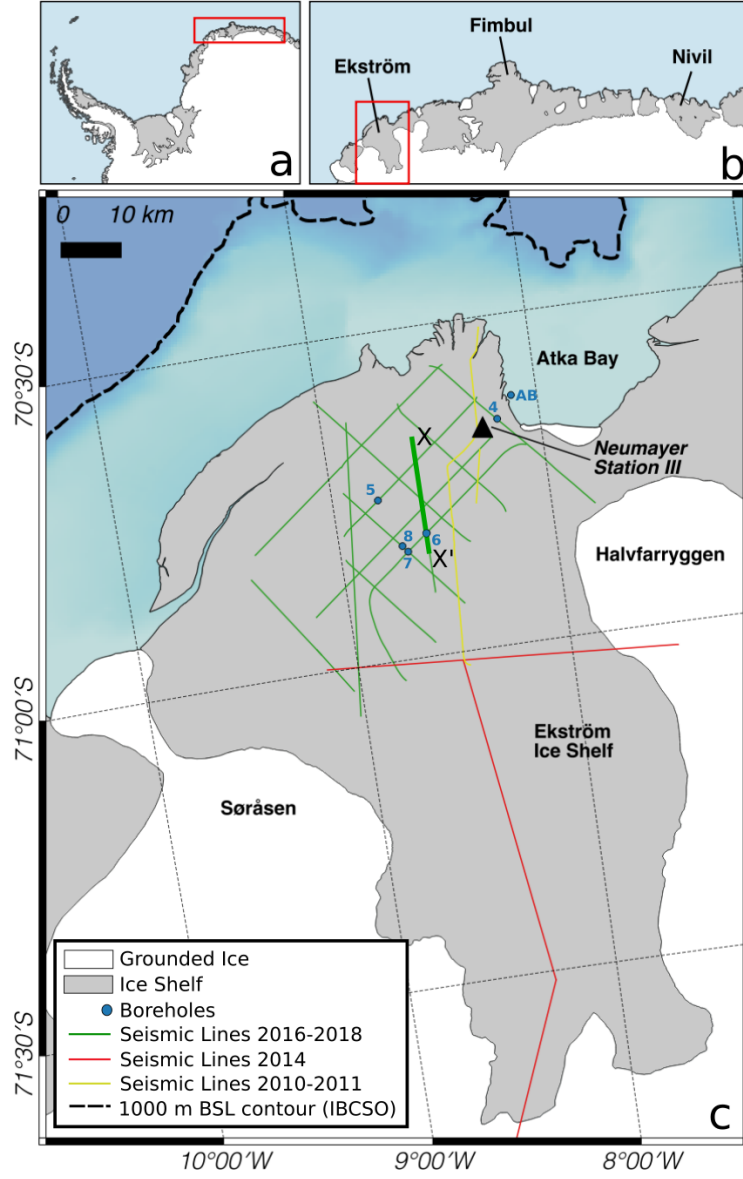 Ekström
Fimbul
Nivil
a
b
0 10 km
Atka Bay
AB
4
Neumayer
Station III
X
5
6
8
7
X'
Halvfarryggen
Ekström
Ice Shelf
Søråsen
70°30'S
71°00'S
71°30'S
Grounded Ice
Ice Shelf
Boreholes
Seismic Lines 2016-2018
Seismic Lines 2014
Seismic Lines 2010-2011
1000 m BSL contour (IBCSO)
c
10°00'W
9°00'W
8°00'W